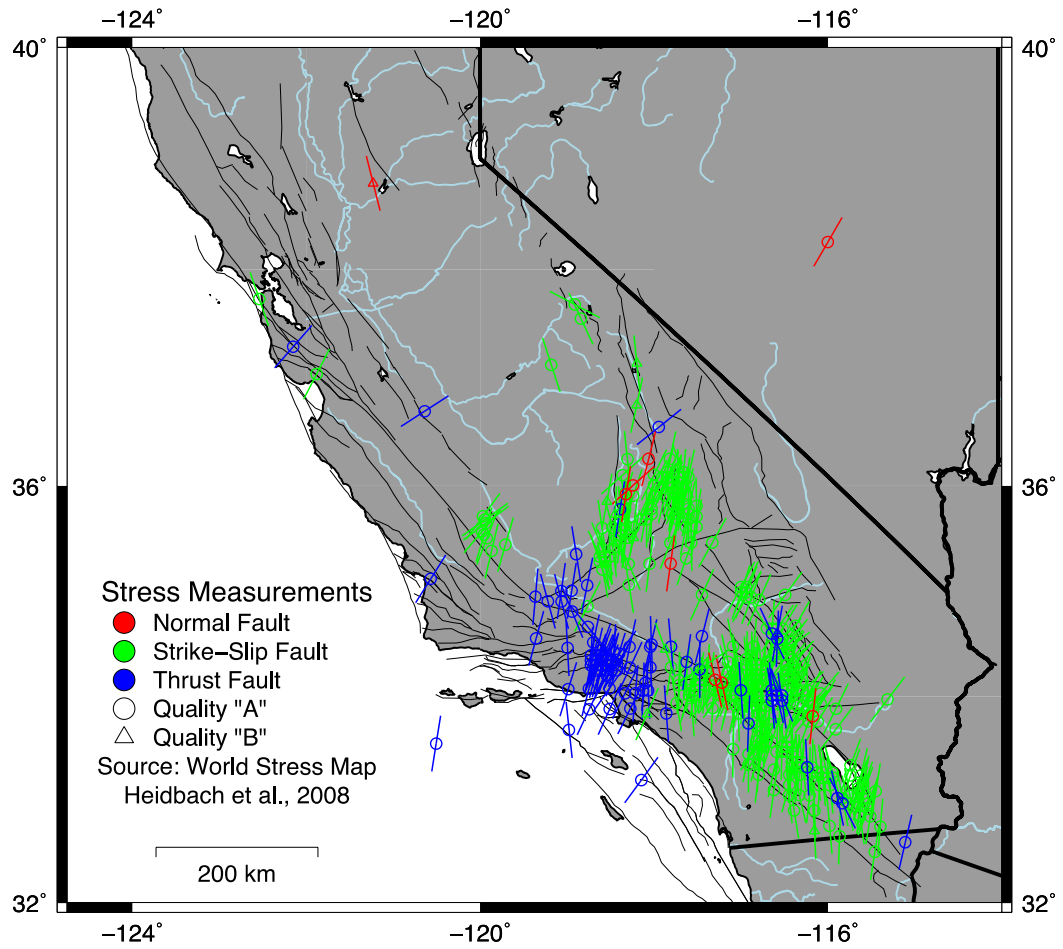 −124˚ −120˚ −116˚
40˚ 40˚
36˚ 36˚
Stress Measurements
Normal Fault
Strike−Slip Fault
Thrust Fault
Quality "A"
Quality "B"
Source: World Stress Map
Heidbach et al., 2008
200 km
32˚ 32˚
−124˚ −120˚ −116˚